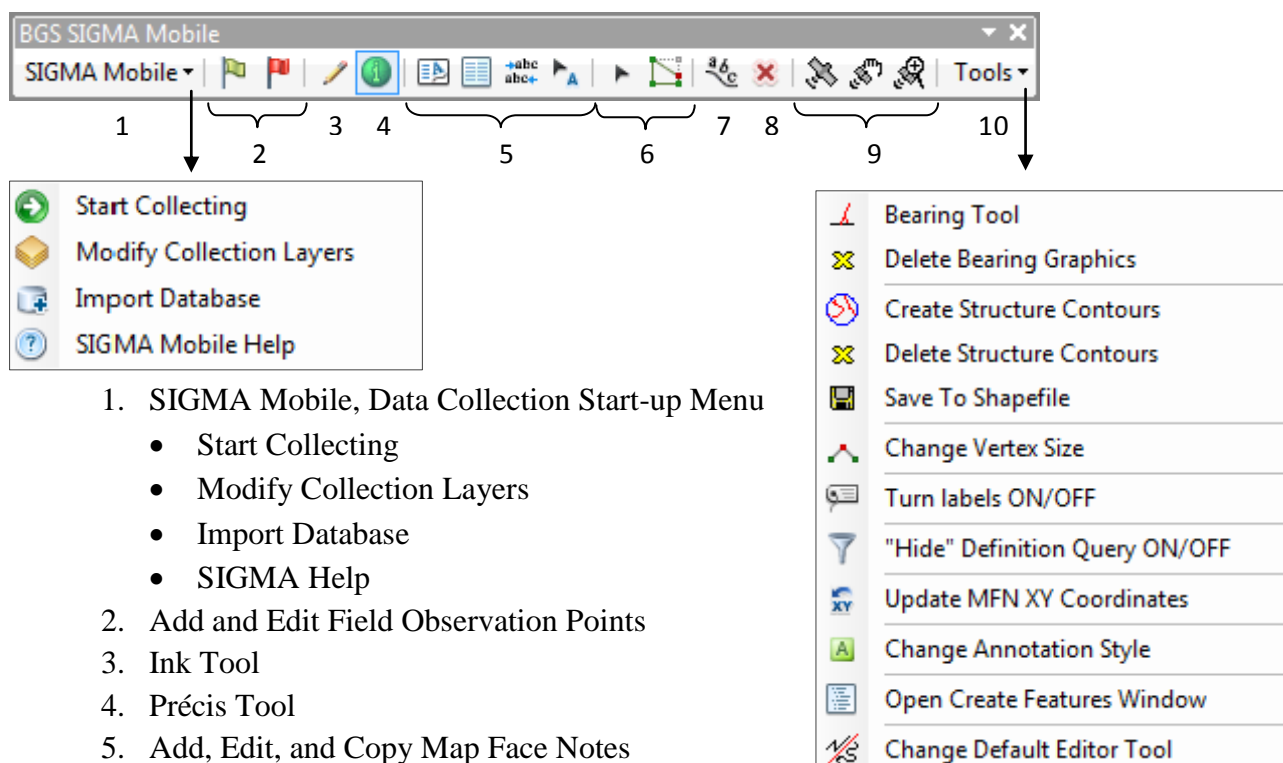 BGS SIGMA Mobile
SIGMA Mobile Tools
1 2 3 4 5 6 7 8 9 10
Start Collecting
Modify Collection Layers
Import Database
SIGMA Mobile Help
1. SIGMA Mobile, Data Collection Start-up Menu
• Start Collecting
• Modify Collection Layers
• Import Database
• SIGMA Help
2. Add and Edit Field Observation Points
3. Ink Tool
4. Précis Tool
5. Add, Edit, and Copy Map Face Notes
Bearing Tool
Delete Bearing Graphics
Create Structure Contours
Delete Structure Contours
Save To Shapefile
Change Vertex Size
Turn labels ON/OFF
"Hide" Definition Query ON/OFF
Update MFN XY Coordinates
Change Annotation Style
Open Create Features Window
Change Default Editor Tool